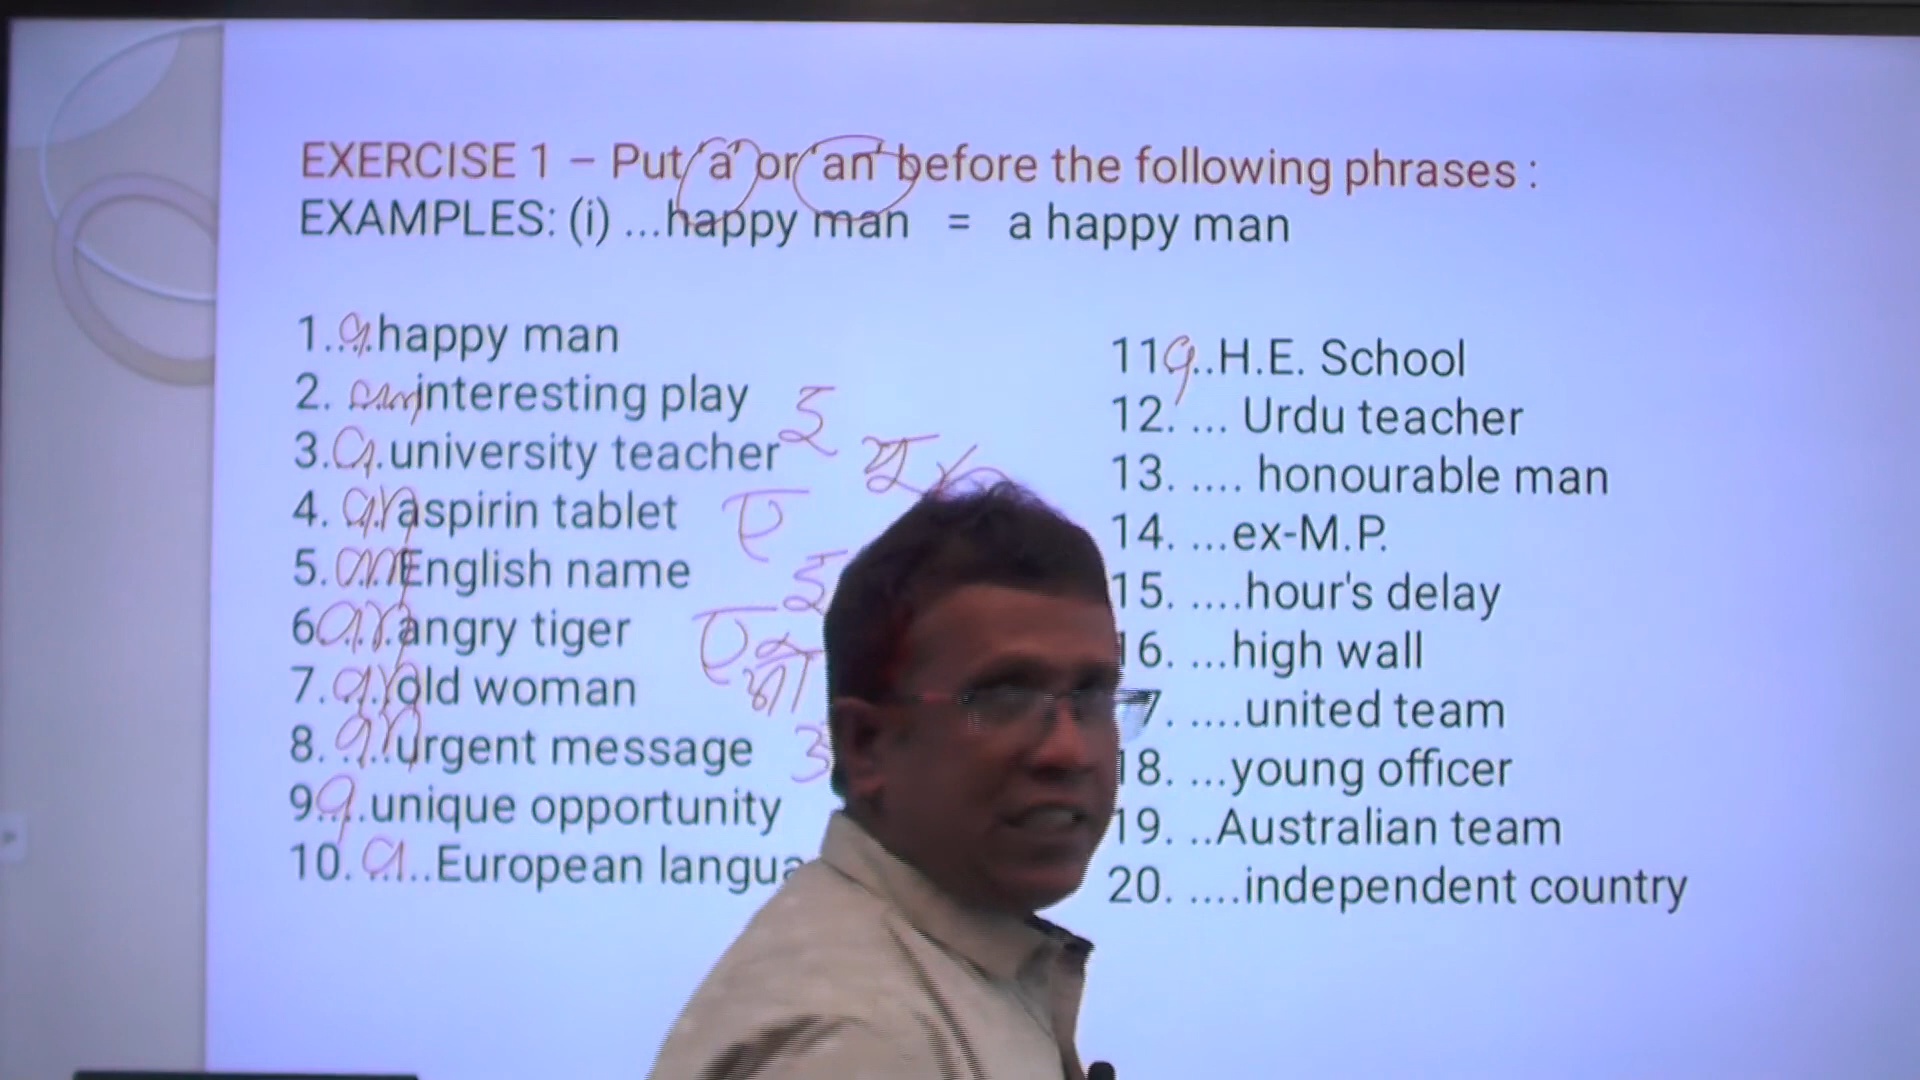 EXERCISE 1 – Put 'a' or 'an' before the following phrases :
EXAMPLES: (i) ...happy man = a happy man
1. a happy man
2. an interesting play इ
3. a university teacher यू
4. an aspirin tablet ए
5. an English name इ
6. an angry tiger ए
7. an old woman
8. an urgent message
9. a unique opportunity
10. a European
11 a H.E. School
12. ... Urdu teacher
13. .... honourable man
14. ...ex-M.P.
15. ....hour's delay
16. ...high wall
7. ....united team
18. ...young officer
19. ..Australian team
20. ....independent country